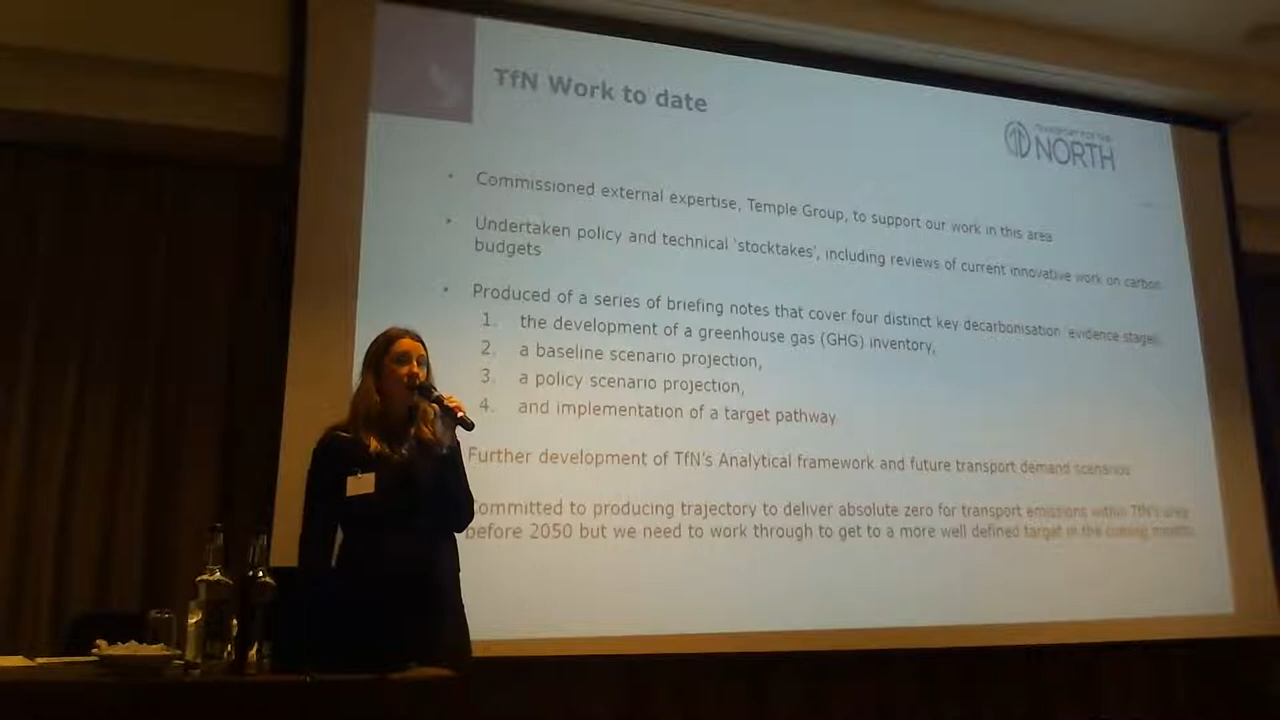 TfN Work to date
TRANSPORT FOR THE
NORTH
• Commissioned external expertise, Temple Group, to support our work in this area
• Undertaken policy and technical ‘stocktakes’, including reviews of current innovative work on carbon
budgets
• Produced of a series of briefing notes that cover four distinct key decarbonisation evidence stages
1. the development of a greenhouse gas (GHG) inventory,
2. a baseline scenario projection,
3. a policy scenario projection,
4. and implementation of a target pathway
Further development of TfN's Analytical framework and future transport demand scenarios
Committed to producing trajectory to deliver absolute zero for transport emissions within TfN's area
before 2050 but we need to work through to get to a more well defined target in the coming months